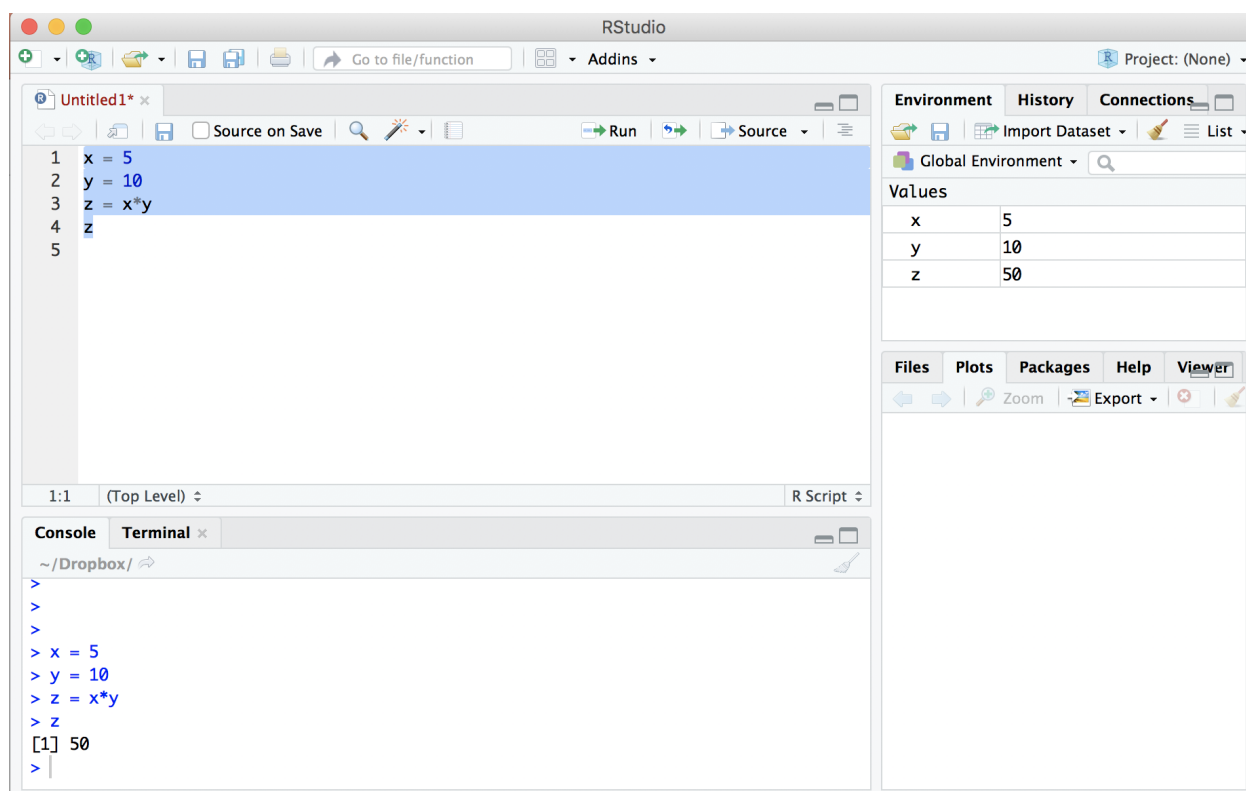 RStudio
Go to file/function
Addins
Project: (None)
Untitled1*
Source on Save
Run
Source
1 x = 5
2 y = 10
3 z = x*y
4 z
5
1:1 (Top Level)
R Script
Console Terminal
~/Dropbox/
>
>
>
> x = 5
> y = 10
> z = x*y
> z
[1] 50
>
Environment History Connections
Import Dataset
List
Global Environment
Values
x 5
y 10
z 50
Files Plots Packages Help Viewer
Zoom
Export